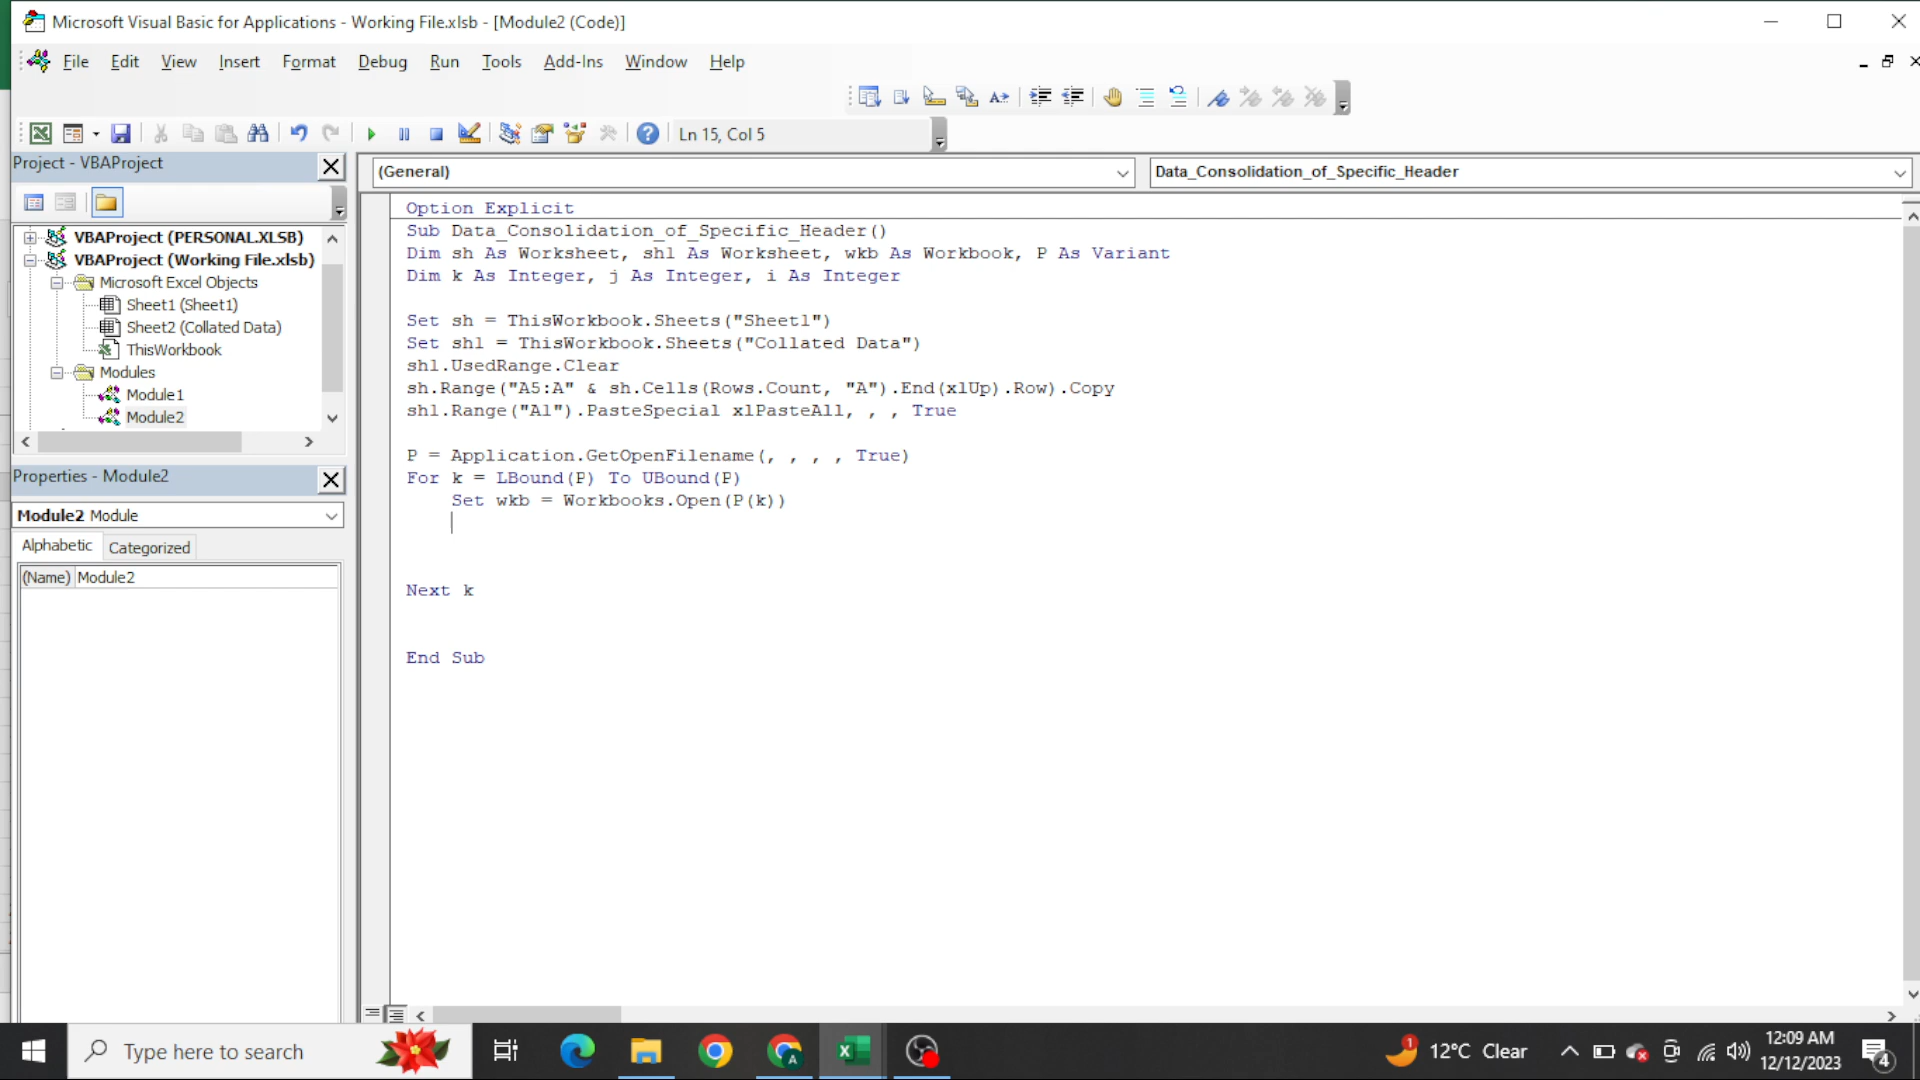 Microsoft Visual Basic for Applications - Working File.xlsb - [Module2 (Code)]
File Edit View Insert Format Debug Run Tools Add-Ins Window Help
Ln 15, Col 5
Project - VBAProject
(General)
Data_Consolidation_of_Specific_Header
VBAProject (PERSONAL.XLSB)
VBAProject (Working File.xlsb)
Microsoft Excel Objects
Sheet1 (Sheet1)
Sheet2 (Collated Data)
ThisWorkbook
Modules
Module1
Module2
Properties - Module2
Module2 Module
Alphabetic Categorized
(Name) Module2
Option Explicit
Sub Data_Consolidation_of_Specific_Header()
Dim sh As Worksheet, sh1 As Worksheet, wkb As Workbook, P As Variant
Dim k As Integer, j As Integer, i As Integer
Set sh = ThisWorkbook.Sheets("Sheet1")
Set sh1 = ThisWorkbook.Sheets("Collated Data")
sh1.UsedRange.Clear
sh.Range("A5:A" & sh.Cells(Rows.Count, "A").End(xlUp).Row).Copy
sh1.Range("A1").PasteSpecial xlPasteAll, , , True
P = Application.GetOpenFilename(, , , , True)
For k = LBound(P) To UBound(P)
Set wkb = Workbooks.Open(P(k))
Next k
End Sub
Type here to search
1
12°C Clear
12:09 AM
12/12/2023
4